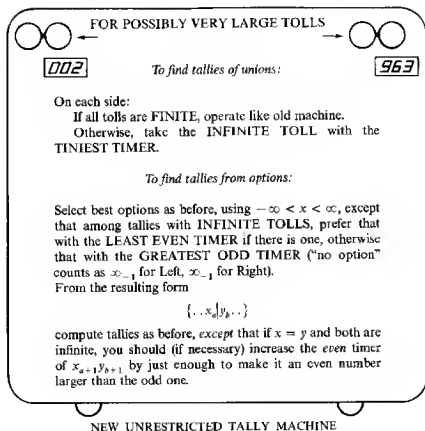 FOR POSSIBLY VERY LARGE TOLLS
002
963
To find tallies of unions:
On each side:
If all tolls are FINITE, operate like old machine.
Otherwise, take the INFINITE TOLL with the
TINIEST TIMER.
To find tallies from options:
Select best options as before, using −∞ < x < ∞, except
that among tallies with INFINITE TOLLS, prefer that
with the LEAST EVEN TIMER if there is one, otherwise
that with the GREATEST ODD TIMER ("no option"
counts as ∞₋₁ for Left, ∞₋₁ for Right).
From the resulting form
{ . . xₐ|y_b . . }
compute tallies as before, except that if x = y and both are
infinite, you should (if necessary) increase the even timer
of xₐ₊₁y_b₊₁ by just enough to make it an even number
larger than the odd one.
NEW UNRESTRICTED TALLY MACHINE